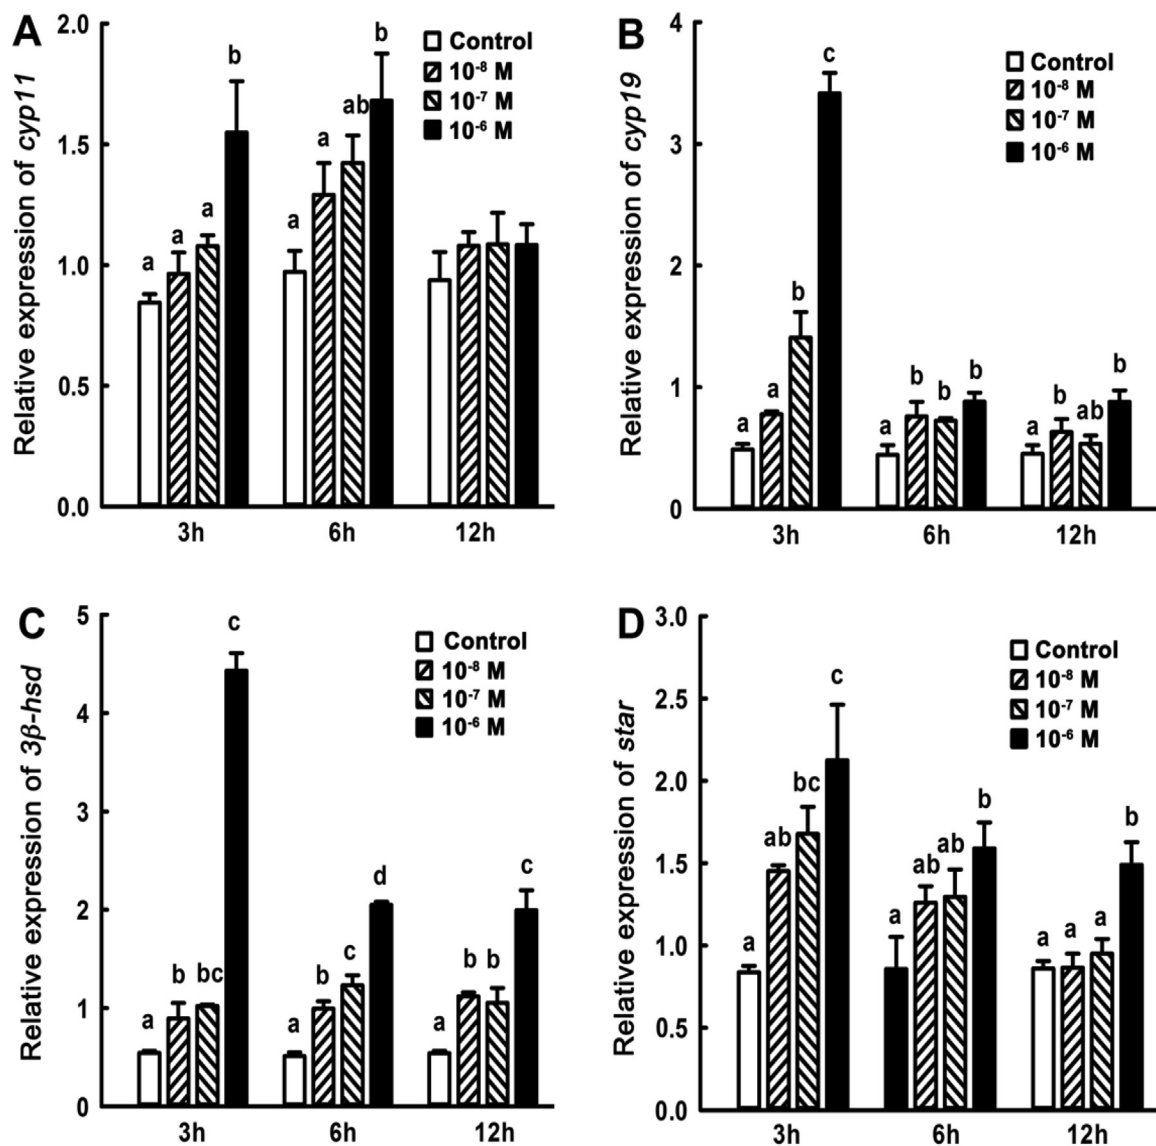 A
Relative expression of cyp11
2.0
1.5
1.0
0.5
0.0
Control
10⁻⁸ M
10⁻⁷ M
10⁻⁶ M
a
a
a
b
a
a
ab
b
3h
6h
12h
B
Relative expression of cyp19
4
3
2
1
0
Control
10⁻⁸ M
10⁻⁷ M
10⁻⁶ M
a
a
b
c
a
b
b
b
a
b
ab
b
3h
6h
12h
C
Relative expression of 3β-hsd
5
4
3
2
1
0
Control
10⁻⁸ M
10⁻⁷ M
10⁻⁶ M
a
b
bc
c
a
b
c
d
a
b
b
c
3h
6h
12h
D
Relative expression of star
3.0
2.5
2.0
1.5
1.0
0.5
0.0
Control
10⁻⁸ M
10⁻⁷ M
10⁻⁶ M
a
ab
bc
c
a
ab
ab
b
a
a
a
b
3h
6h
12h